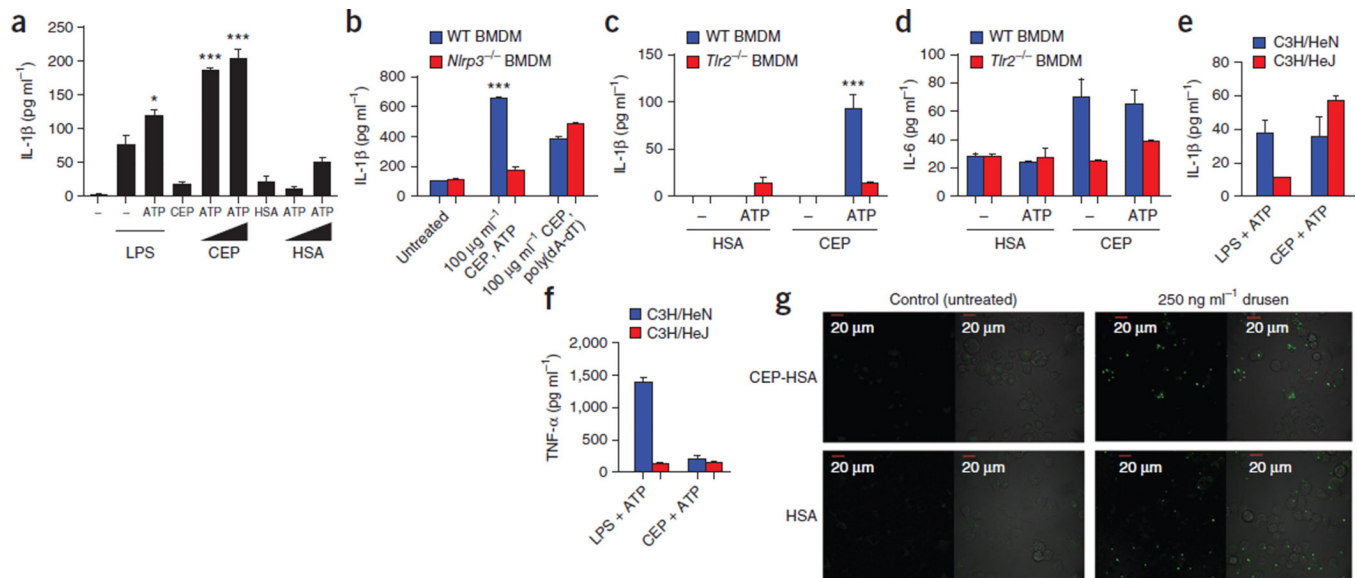 a
IL-1β (pg ml⁻¹)
250
200
150
100
50
0
*
***
***
– – ATP CEP ATP ATP HSA ATP ATP
LPS CEP HSA
b
WT BMDM
Nlrp3⁻/⁻ BMDM
IL-1β (pg ml⁻¹)
1,000
800
600
400
200
0
***
Untreated
100 μg ml⁻¹
CEP, ATP
100 μg ml⁻¹ CEP,
poly(dA-dT)
c
WT BMDM
Tlr2⁻/⁻ BMDM
IL-1β (pg ml⁻¹)
150
100
50
0
***
– ATP – ATP
HSA CEP
d
WT BMDM
Tlr2⁻/⁻ BMDM
IL-6 (pg ml⁻¹)
100
80
60
40
20
0
– ATP – ATP
HSA CEP
e
C3H/HeN
C3H/HeJ
IL-1β (pg ml⁻¹)
80
60
40
20
0
LPS + ATP
CEP + ATP
f
C3H/HeN
C3H/HeJ
TNF-α (pg ml⁻¹)
2,000
1,500
1,000
500
0
LPS + ATP
CEP + ATP
g
Control (untreated) 250 ng ml⁻¹ drusen
20 μm 20 μm 20 μm 20 μm
CEP-HSA
20 μm 20 μm 20 μm 20 μm
HSA